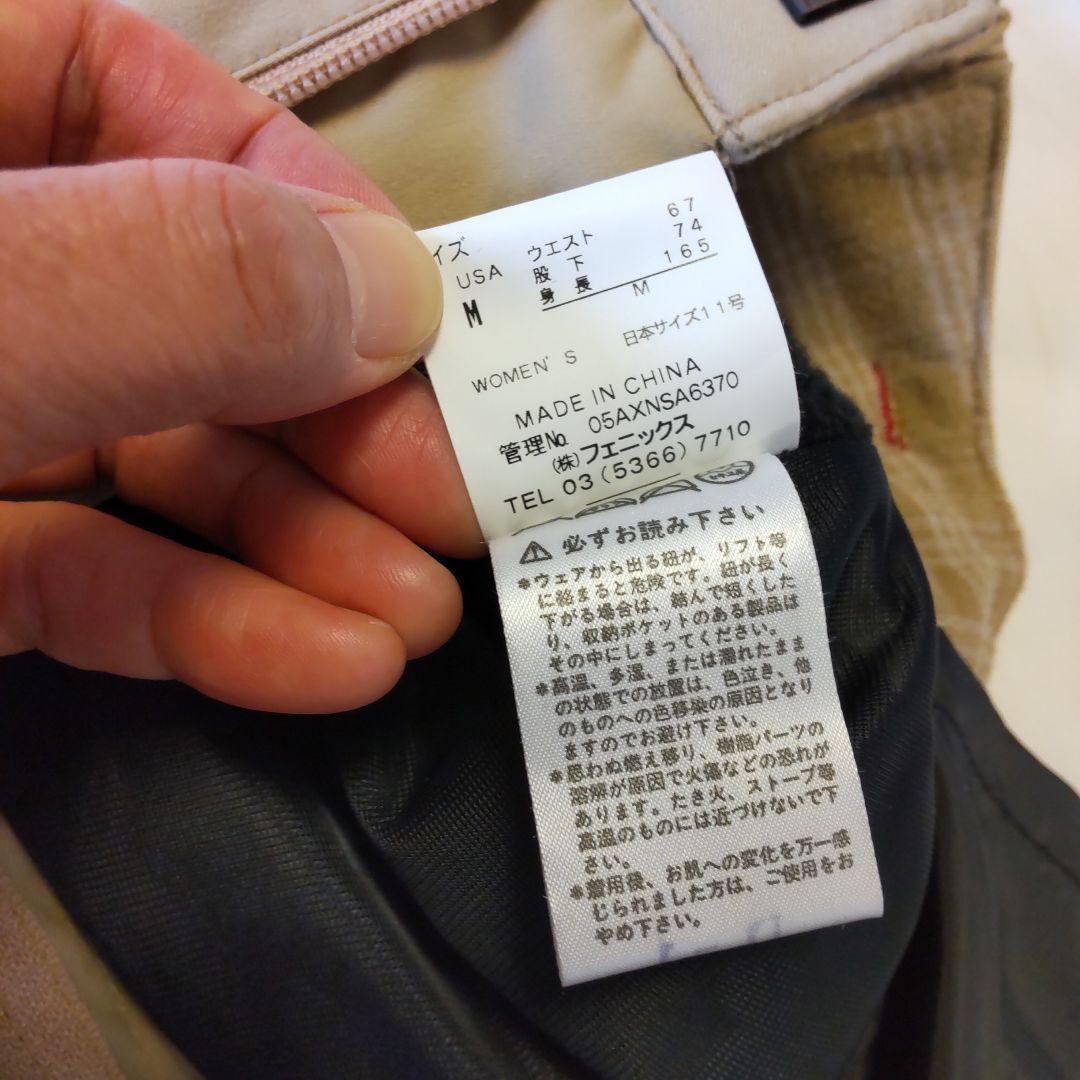 イズ
USA
M
ウエスト 67
股下 74
身長 165
M
WOMEN'S 日本サイズ11号
MADE IN CHINA
管理No. 05AXNSA6370
(株)フェニックス
TEL 03(5366)7710
⚠必ずお読み下さい
*ウェアから出る紐が、リフト等
に絡まると危険です。紐が長く
下がる場合は、結んで短くした
り、収納ポケットのある製品は
その中にしまってください。
*高温、多湿、または濡れたまま
の状態での放置は、色泣き、他
のものへの色移染の原因となり
ますのでお避け下さい。
*思わぬ燃え移り、樹脂パーツの
溶解が原因で火傷などの恐れが
あります。たき火、ストーブ等
高温のものには近づけないで下
さい。
*着用後、お肌への変化を万一感
じられました方は、ご使用をお
やめ下さい。